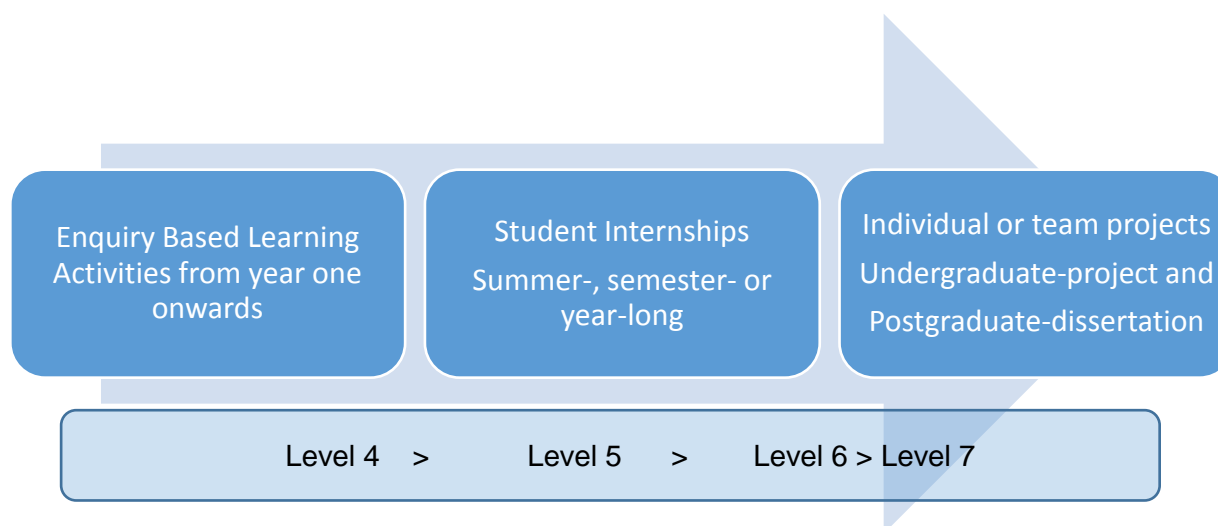 Enquiry Based Learning
Activities from year one
onwards
Student Internships
Summer-, semester- or
year-long
Individual or team projects
Undergraduate-project and
Postgraduate-dissertation
Level 4 > Level 5 > Level 6 > Level 7